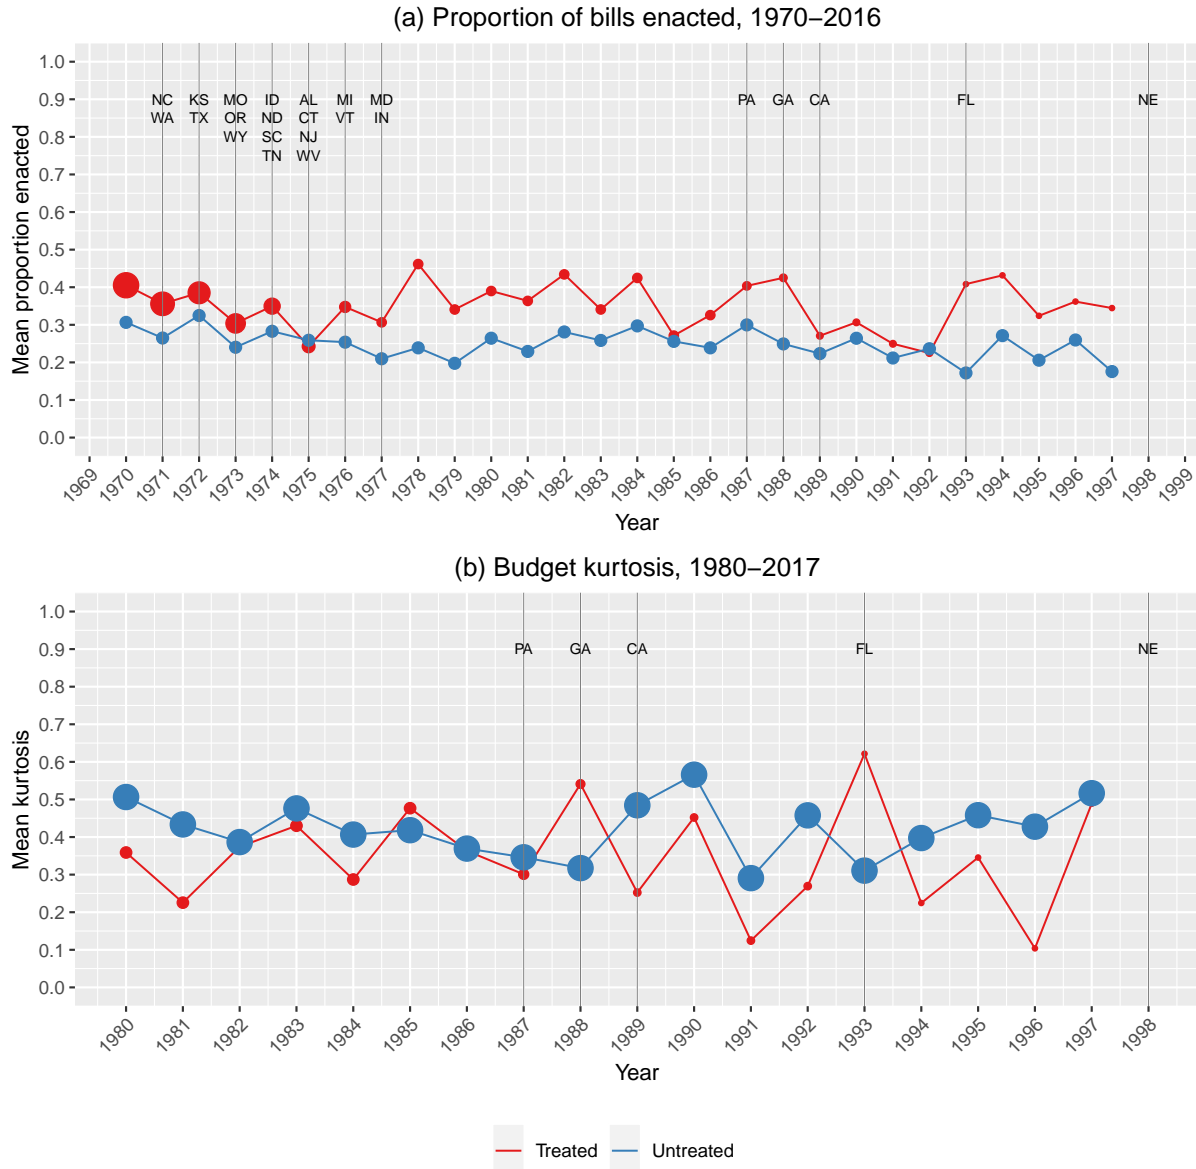 (a) Proportion of bills enacted, 1970–2016
Mean proportion enacted
1.0
0.9
0.8
0.7
0.6
0.5
0.4
0.3
0.2
0.1
0.0
NC KS MO ID AL MI MD PA GA CA FL NE
WA TX OR ND CT VT IN
WY SC NJ
TN WV
1969 1970 1971 1972 1973 1974 1975 1976 1977 1978 1979 1980 1981 1982 1983 1984 1985 1986 1987 1988 1989 1990 1991 1992 1993 1994 1995 1996 1997 1998 1999
Year
(b) Budget kurtosis, 1980–2017
Mean kurtosis
1.0
0.9
0.8
0.7
0.6
0.5
0.4
0.3
0.2
0.1
0.0
PA GA CA FL NE
1980 1981 1982 1983 1984 1985 1986 1987 1988 1989 1990 1991 1992 1993 1994 1995 1996 1997 1998
Year
Treated Untreated